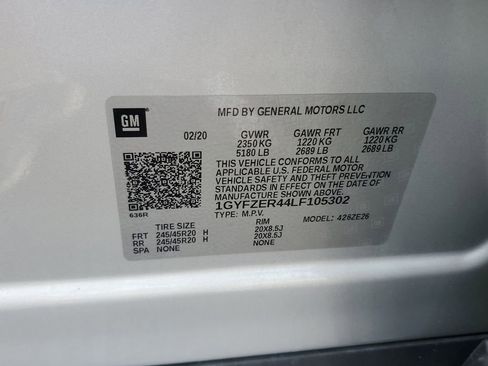 GM
MFD BY GENERAL MOTORS LLC
02/20 GVWR GAWR FRT GAWR RR
2350 KG 1220 KG 1220 KG
5180 LB 2689 LB 2689 LB
THIS VEHICLE CONFORMS TO ALL
APPLICABLE U.S. FEDERAL MOTOR
VEHICLE SAFETY AND THEFT PREVENTION
STANDARDS IN EFFECT ON THE DATE OF
MANUFACTURE SHOWN ABOVE.
1GYFZER44LF105302
636R TYPE: M.P.V. MODEL: 426ZE26
TIRE SIZE RIM
FRT 245/45R20 H 20X8.5J
RR 245/45R20 H 20X8.5J
SPA NONE NONE